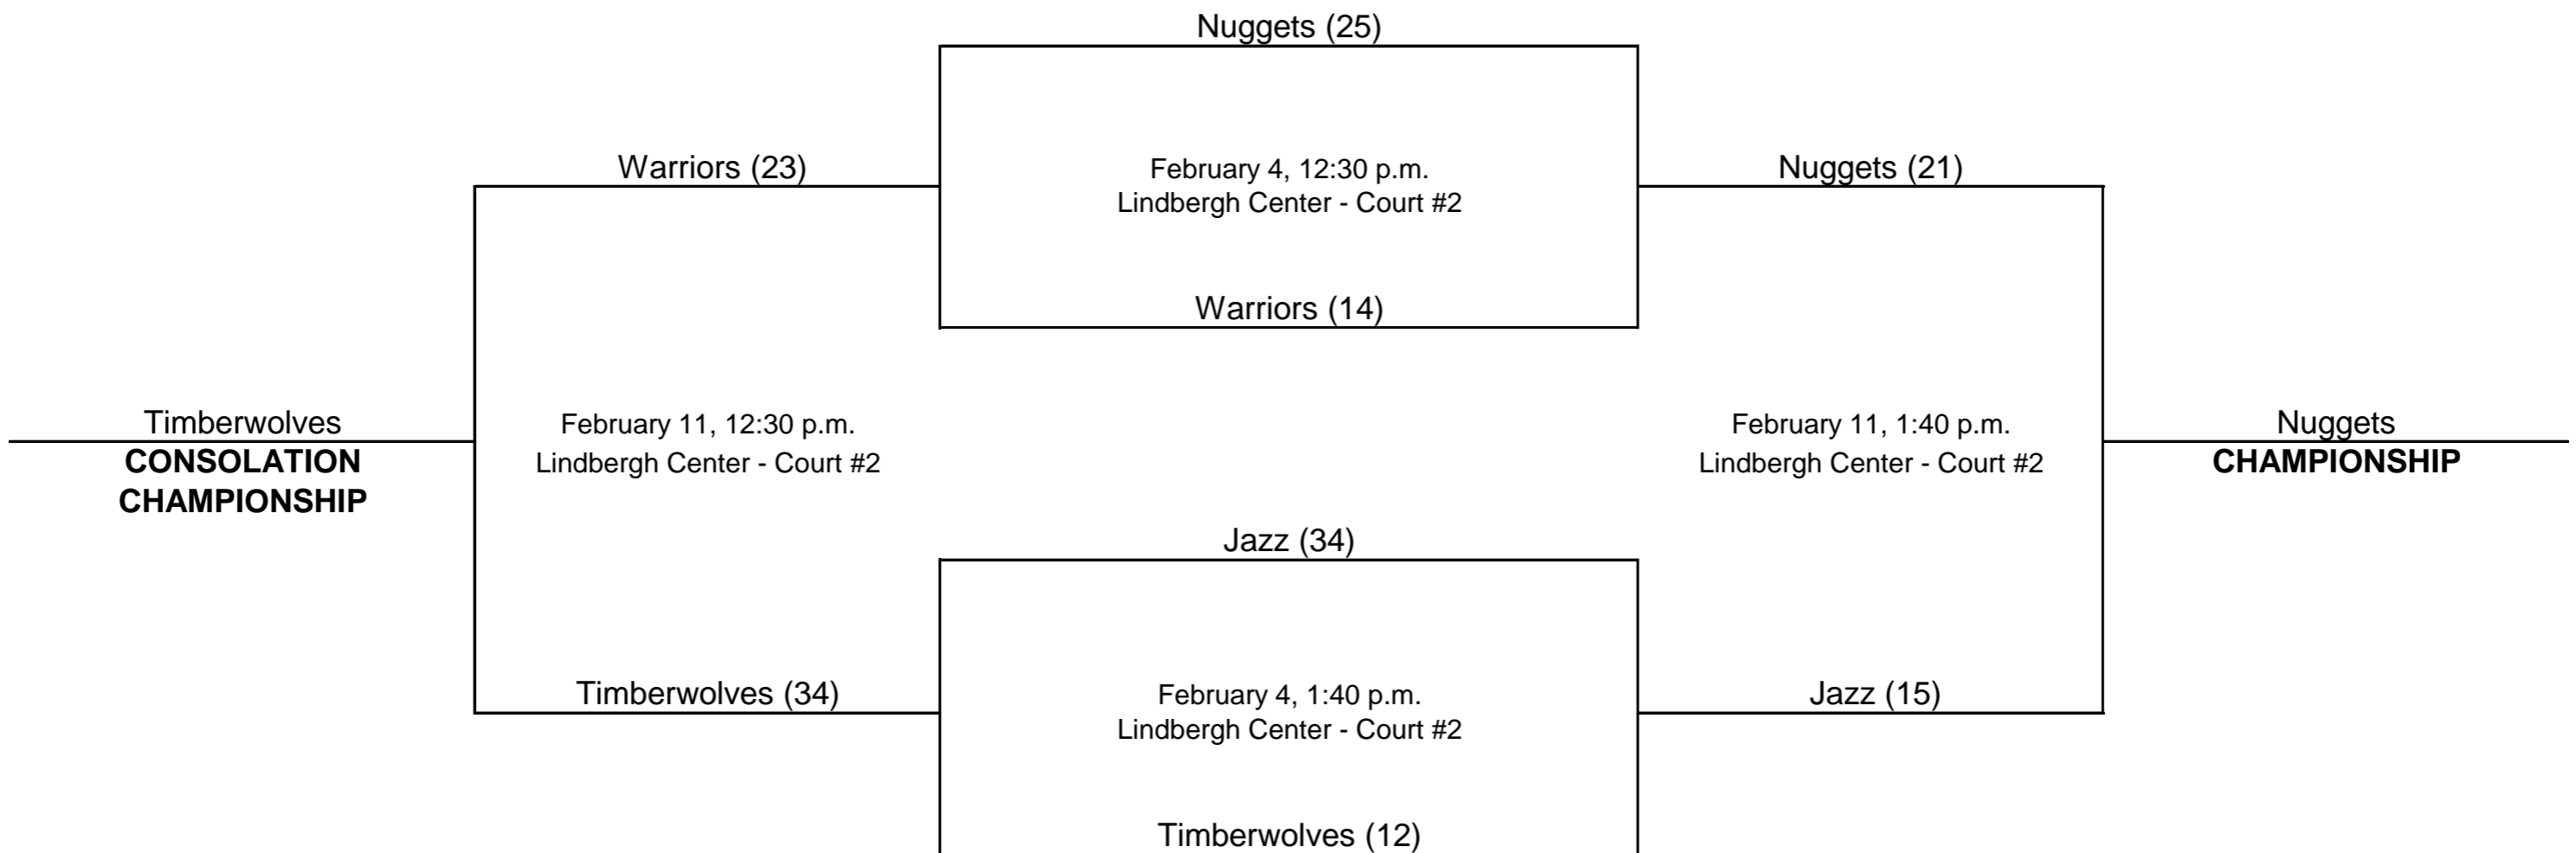 Nuggets (25)
Warriors (23)
February 4, 12:30 p.m.
Lindbergh Center - Court #2
Nuggets (21)
Warriors (14)
Timberwolves
CONSOLATION
CHAMPIONSHIP
February 11, 12:30 p.m.
Lindbergh Center - Court #2
February 11, 1:40 p.m.
Lindbergh Center - Court #2
Nuggets
CHAMPIONSHIP
Jazz (34)
Timberwolves (34)
February 4, 1:40 p.m.
Lindbergh Center - Court #2
Jazz (15)
Timberwolves (12)